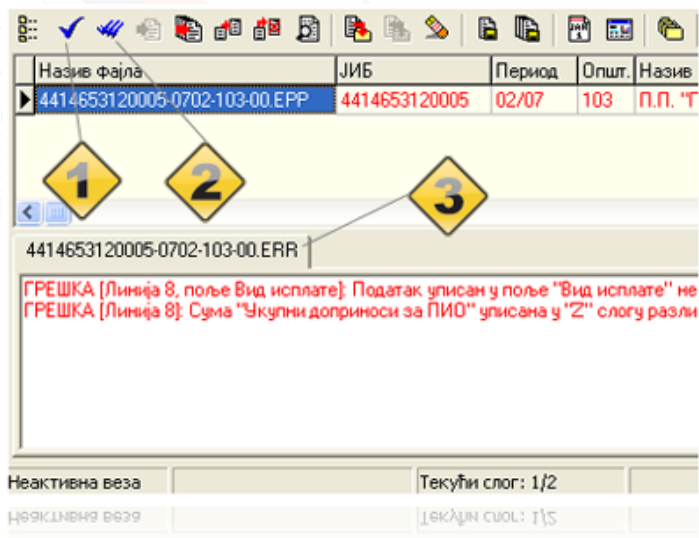 Назив фајла ЈИБ Период Општ. Назив
4414653120005-0702-103-00.EPP 4414653120005 02/07 103 П.П. "Г
1 2 3
4414653120005-0702-103-00.ERR
ГРЕШКА [Линија 8, поље Вид исплате]: Податак уписан у поље "Вид исплате" не
ГРЕШКА [Линија 8]: Сума "Укупни доприноси за ПИО" уписана у "Z" слогу разли
Неактивна веза Текући слог: 1/2